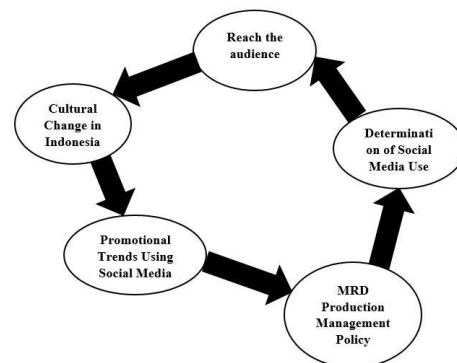 Reach the
audience
Cultural
Change in
Indonesia
Determinati
on of Social
Media Use
Promotional
Trends Using
Social Media
MRD
Production
Management
Policy